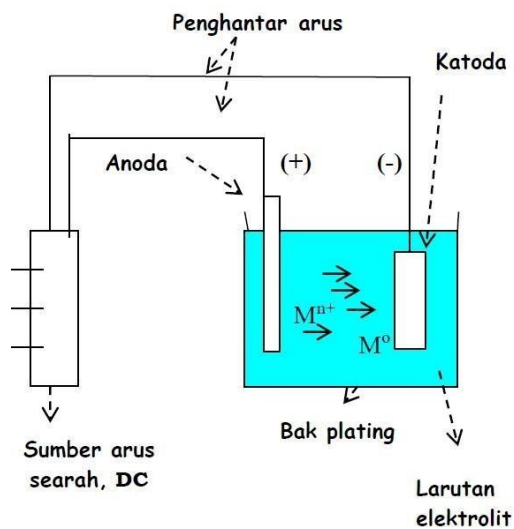 Penghantar arus
Katoda
Anoda
(+)
(-)
M^{n+}
M^{o}
Bak plating
Sumber arus
searah, DC
Larutan
elektrolit